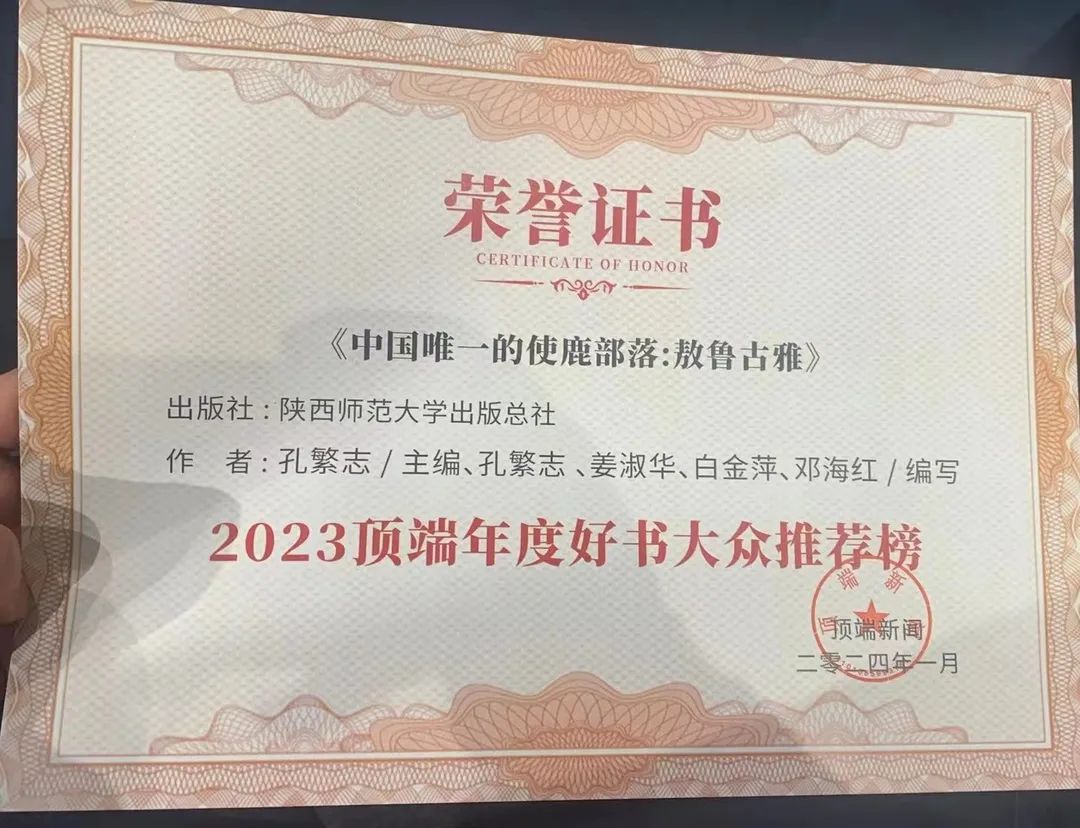 荣誉证书
CERTIFICATE OF HONOR
《中国唯一的使鹿部落:敖鲁古雅》
出版社:陕西师范大学出版总社
作 者:孔繁志/主编、孔繁志、姜淑华、白金萍、邓海红/编写
2023顶端年度好书大众推荐榜
顶端新闻
二零二四年一月